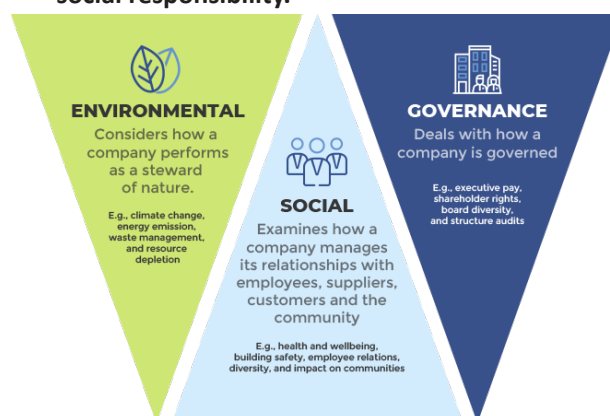 social responsibility.
ENVIRONMENTAL
Considers how a
company performs
as a steward
of nature.
E.g., climate change,
energy emission,
waste management,
and resource
depletion
SOCIAL
Examines how a
company manages
its relationships with
employees, suppliers,
customers and the
community
E.g., health and wellbeing,
building safety, employee relations,
diversity, and impact on communities
GOVERNANCE
Deals with how a
company is governed
E.g., executive pay,
shareholder rights,
board diversity,
and structure audits